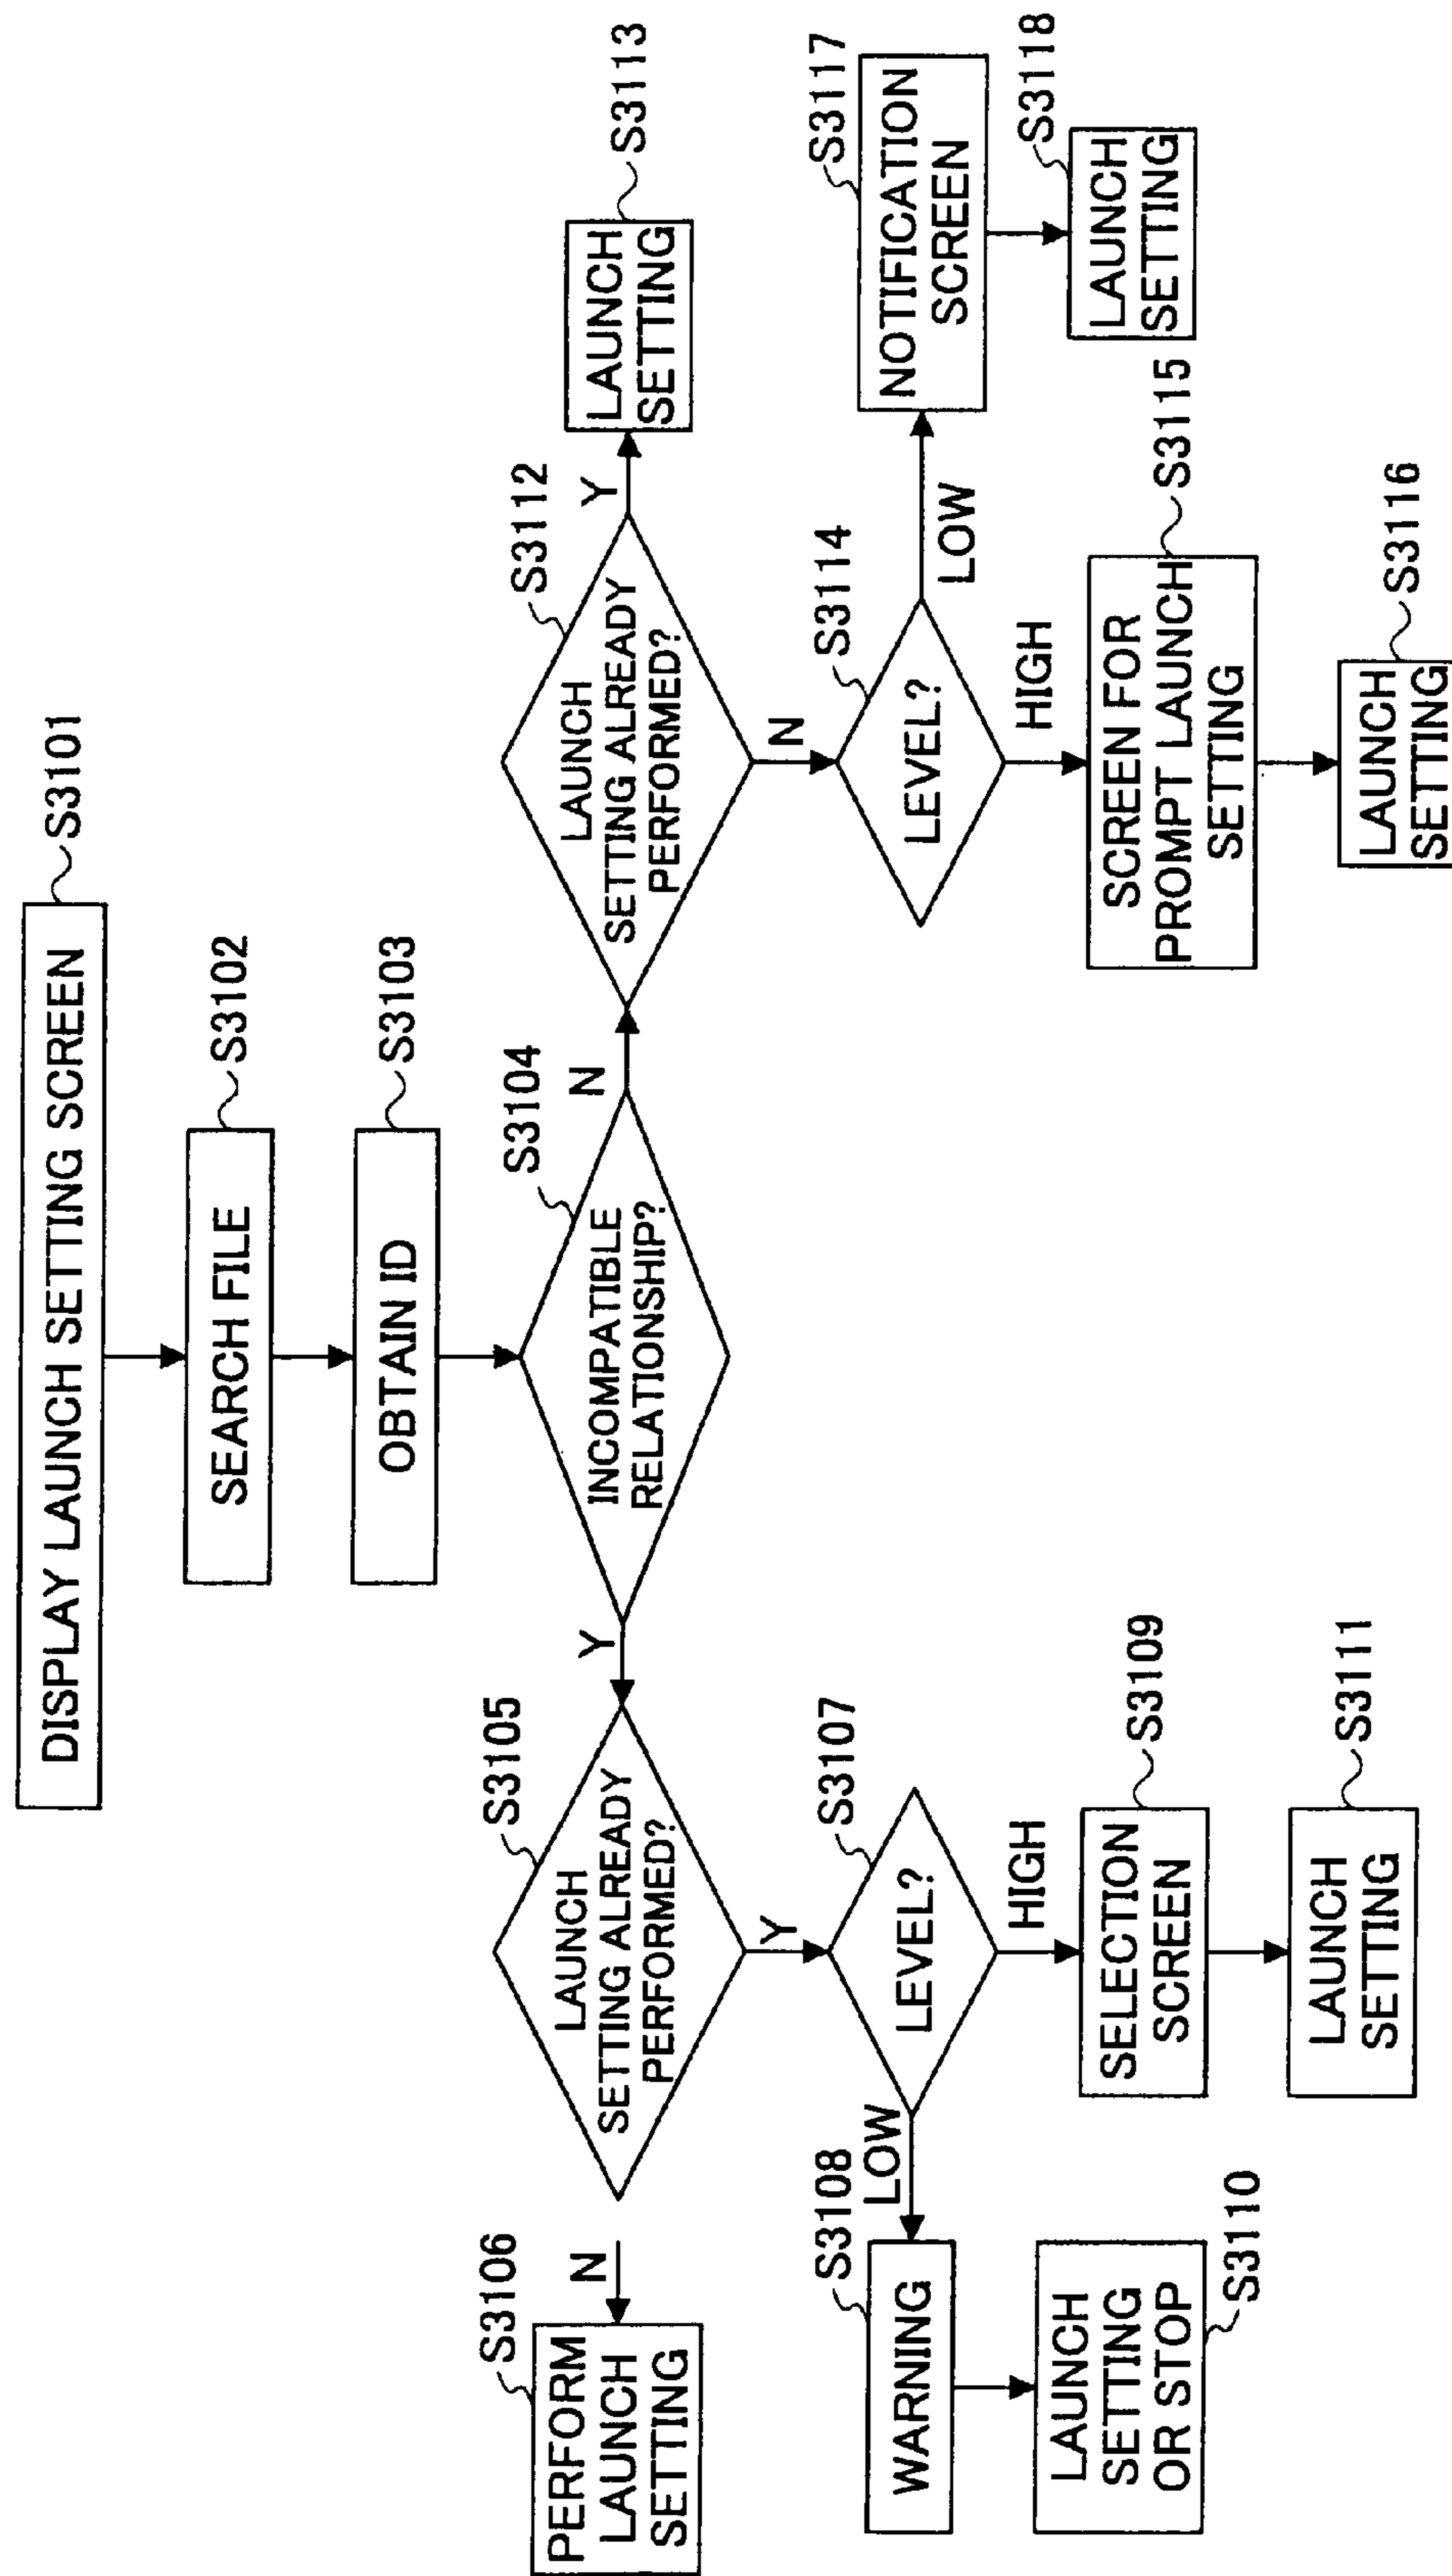 DISPLAY LAUNCH SETTING SCREEN
S3101
SEARCH FILE
S3102
OBTAIN ID
S3103
INCOMPATIBLE
RELATIONSHIP?
S3104
Y
N
LAUNCH
SETTING ALREADY
PERFORMED?
S3105
N
PERFORM
LAUNCH
SETTING
S3106
Y
LEVEL?
S3107
LOW
WARNING
S3108
LAUNCH
SETTING
OR STOP
S3110
HIGH
SELECTION
SCREEN
S3109
LAUNCH
SETTING
S3111
LAUNCH
SETTING ALREADY
PERFORMED?
S3112
Y
LAUNCH
SETTING
S3113
N
LEVEL?
S3114
HIGH
SCREEN FOR
PROMPT LAUNCH
SETTING
S3115
LAUNCH
SETTING
S3116
LOW
NOTIFICATION
SCREEN
S3117
LAUNCH
SETTING
S3118